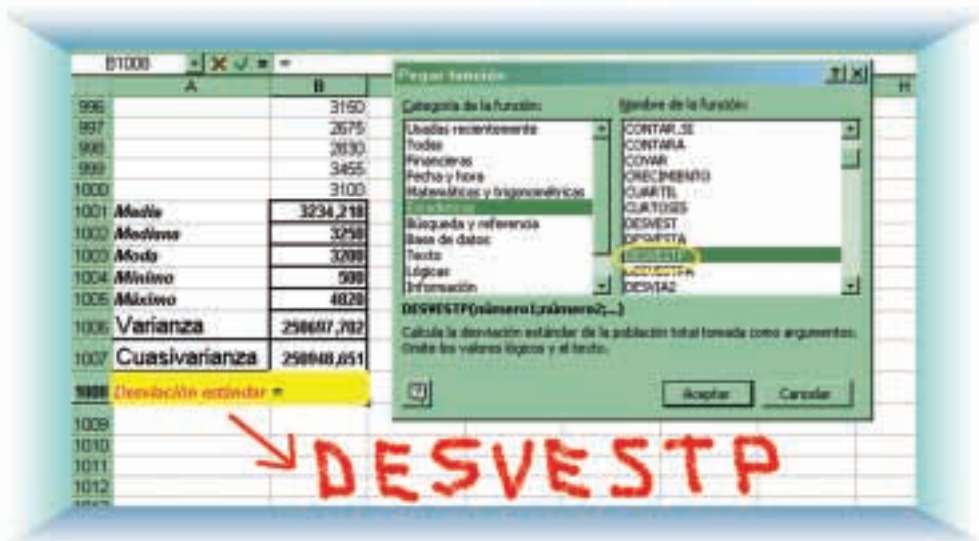 B1008 =
A B H
996 3150
997 2675
998 2830
999 3455
1000 3100
1001 Media 3234,218
1002 Mediana 3250
1003 Moda 3200
1004 Mínimo 500
1005 Máximo 4820
1006 Varianza 250697,702
1007 Cuasivarianza 250948,651
1008 Desviación estándar =
1009
1010
1011
1012
Pegar función
Categoría de la función:
Usadas recientemente
Todas
Financieras
Fecha y hora
Matemáticas y trigonométricas
Estadísticas
Búsqueda y referencia
Base de datos
Texto
Lógicas
Información
Nombre de la función:
CONTAR.SI
CONTARA
COVAR
CRECIMIENTO
CUARTIL
CURTOSIS
DESVEST
DESVESTA
DESVESTP
DESVESTPA
DESVIA2
DESVESTP(número1;número2;...)
Calcula la desviación estándar de la población total tomada como argumentos.
Omite los valores lógicos y el texto.
Aceptar Cancelar
DESVESTP